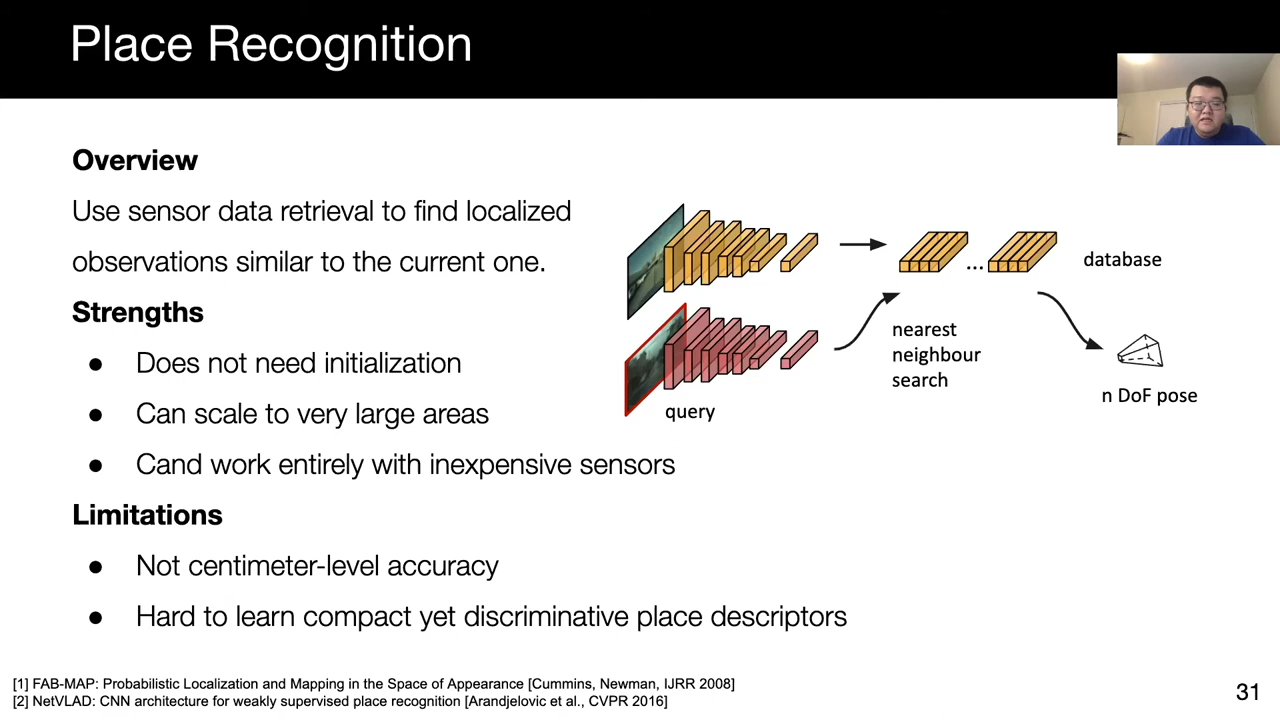 Place Recognition
Overview
Use sensor data retrieval to find localized
observations similar to the current one.
Strengths
● Does not need initialization
● Can scale to very large areas
● Cand work entirely with inexpensive sensors
Limitations
● Not centimeter-level accuracy
● Hard to learn compact yet discriminative place descriptors
query
nearest
neighbour
search
...
database
n DoF pose
[1] FAB-MAP: Probabilistic Localization and Mapping in the Space of Appearance [Cummins, Newman, IJRR 2008]
[2] NetVLAD: CNN architecture for weakly supervised place recognition [Arandjelovic et al., CVPR 2016]
31